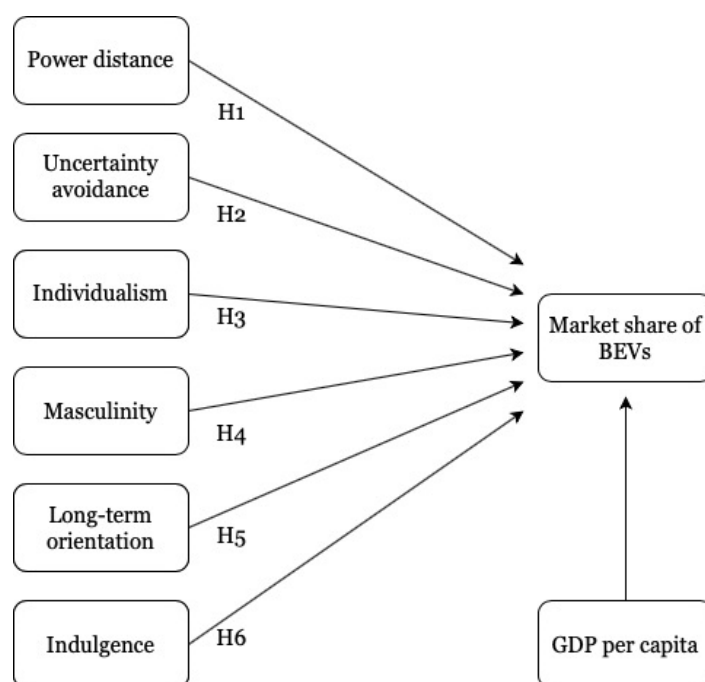 Power distance
H1
Uncertainty
avoidance
H2
Individualism
H3
Market share of
BEVs
Masculinity
H4
Long-term
orientation
H5
Indulgence
H6
GDP per capita